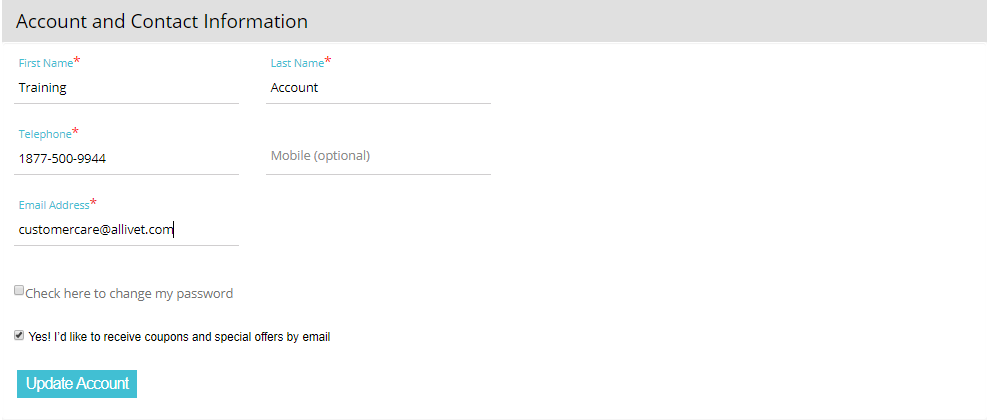 Account and Contact Information
First Name* Last Name*
Training Account
Telephone*
1877-500-9944 Mobile (optional)
Email Address*
customercare@allivet.com
Check here to change my password
Yes! I'd like to receive coupons and special offers by email
Update Account